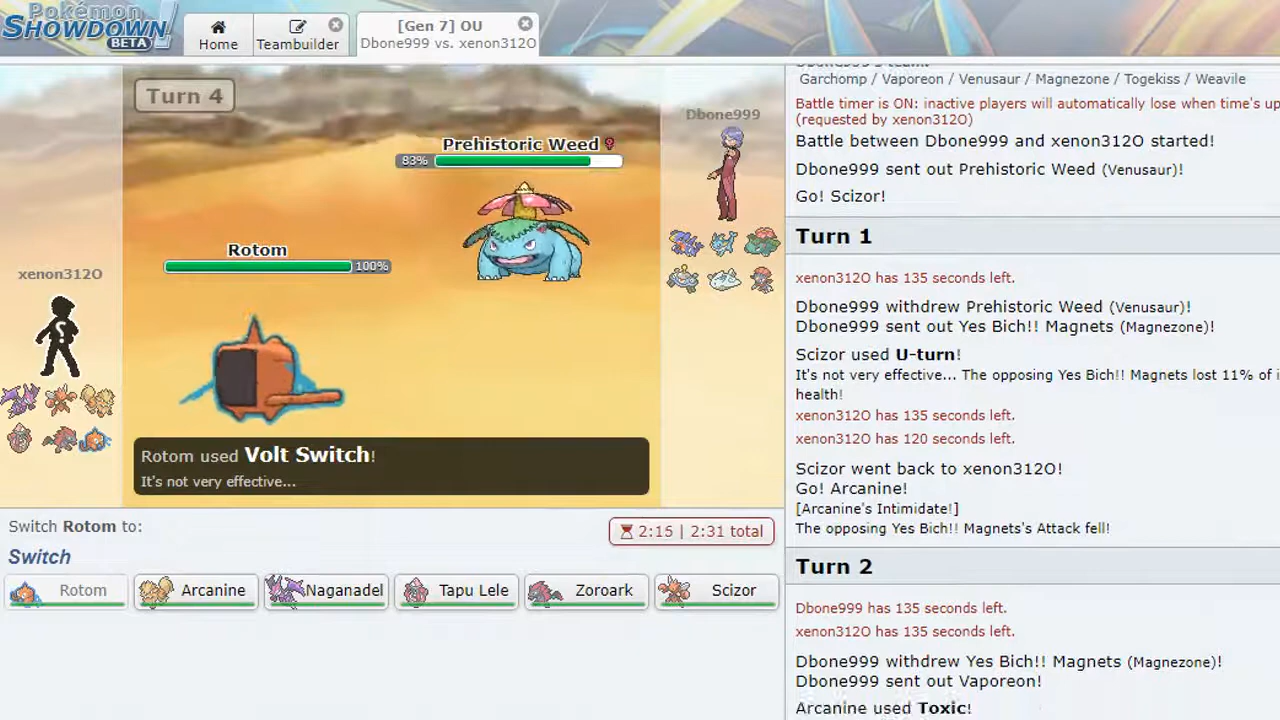 Pokémon
SHOWDOWN!
BETA
Home
Teambuilder
[Gen 7] OU
Dbone999 vs. xenon312O
Turn 4
Dbone999
Prehistoric Weed ♀
83%
Rotom
100%
xenon312O
Rotom used Volt Switch!
It's not very effective...
Switch Rotom to:
2:15 | 2:31 total
Switch
Rotom
Arcanine
Naganadel
Tapu Lele
Zoroark
Scizor
Garchomp / Vaporeon / Venusaur / Magnezone / Togekiss / Weavile
Battle timer is ON: inactive players will automatically lose when time's up
(requested by xenon312O)
Battle between Dbone999 and xenon312O started!
Dbone999 sent out Prehistoric Weed (Venusaur)!
Go! Scizor!
Turn 1
xenon312O has 135 seconds left.
Dbone999 withdrew Prehistoric Weed (Venusaur)!
Dbone999 sent out Yes Bich!! Magnets (Magnezone)!
Scizor used U-turn!
It's not very effective... The opposing Yes Bich!! Magnets lost 11% of i
health!
xenon312O has 135 seconds left.
xenon312O has 120 seconds left.
Scizor went back to xenon312O!
Go! Arcanine!
[Arcanine's Intimidate!]
The opposing Yes Bich!! Magnets's Attack fell!
Turn 2
Dbone999 has 135 seconds left.
xenon312O has 135 seconds left.
Dbone999 withdrew Yes Bich!! Magnets (Magnezone)!
Dbone999 sent out Vaporeon!
Arcanine used Toxic!